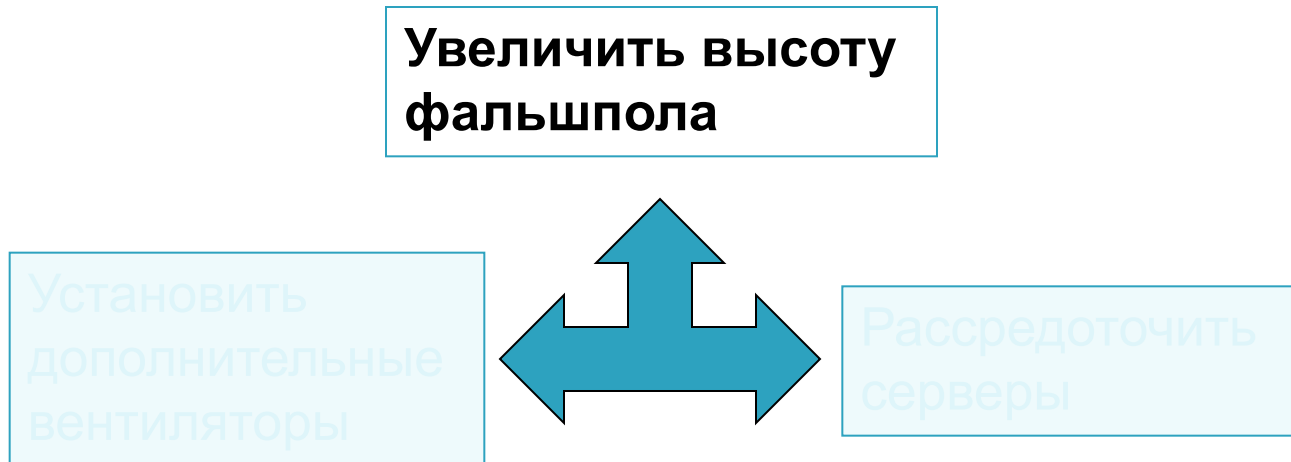 Увеличить высоту
фальшпола
Установить
дополнительные
вентиляторы
Рассредоточить
серверы